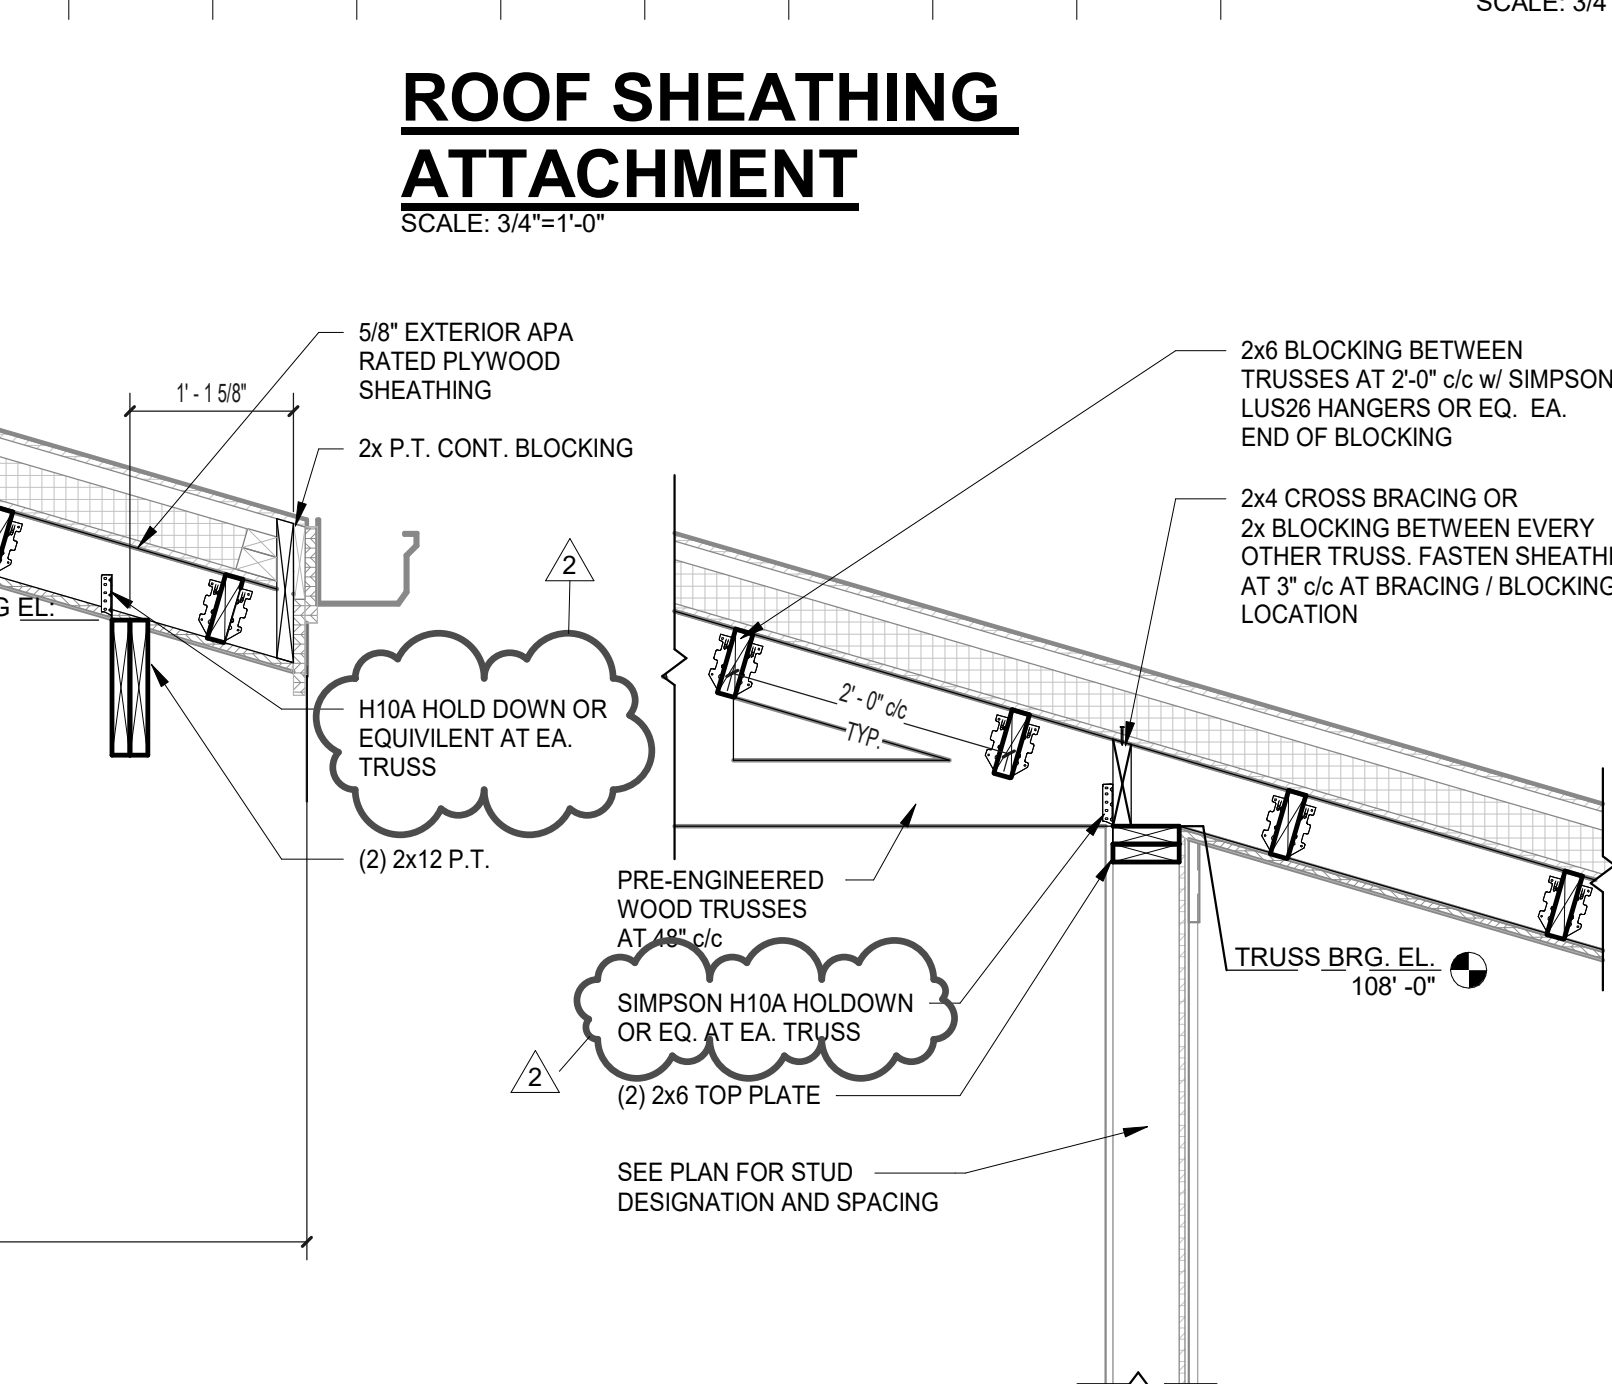 SCALE: 3/4
ROOF SHEATHING
ATTACHMENT
SCALE: 3/4"=1'-0"
5/8" EXTERIOR APA
RATED PLYWOOD
SHEATHING
1' - 1 5/8"
2x P.T. CONT. BLOCKING
G EL:
2
H10A HOLD DOWN OR
EQUIVILENT AT EA.
TRUSS
(2) 2x12 P.T.
2x6 BLOCKING BETWEEN
TRUSSES AT 2'-0" c/c w/ SIMPSON
LUS26 HANGERS OR EQ. EA.
END OF BLOCKING
2x4 CROSS BRACING OR
2x BLOCKING BETWEEN EVERY
OTHER TRUSS. FASTEN SHEATHI
AT 3" c/c AT BRACING / BLOCKING
LOCATION
2' - 0" c/c
TYP.
PRE-ENGINEERED
WOOD TRUSSES
AT 48" c/c
SIMPSON H10A HOLDOWN
OR EQ. AT EA. TRUSS
2
(2) 2x6 TOP PLATE
TRUSS BRG. EL.
108' -0"
SEE PLAN FOR STUD
DESIGNATION AND SPACING